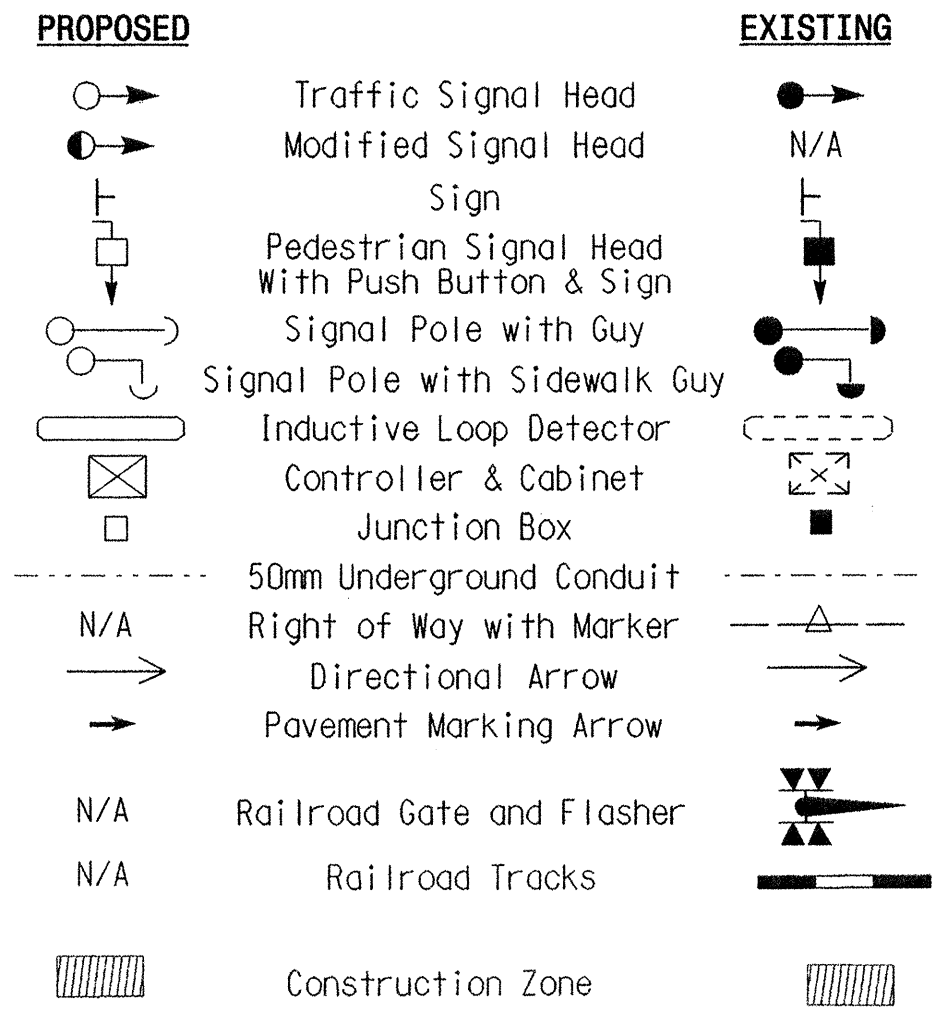 PROPOSED EXISTING
Traffic Signal Head
Modified Signal Head N/A
Sign
Pedestrian Signal Head
With Push Button & Sign
Signal Pole with Guy
Signal Pole with Sidewalk Guy
Inductive Loop Detector
Controller & Cabinet
Junction Box
50mm Underground Conduit
N/A Right of Way with Marker
Directional Arrow
Pavement Marking Arrow
N/A Railroad Gate and Flasher
N/A Railroad Tracks
Construction Zone